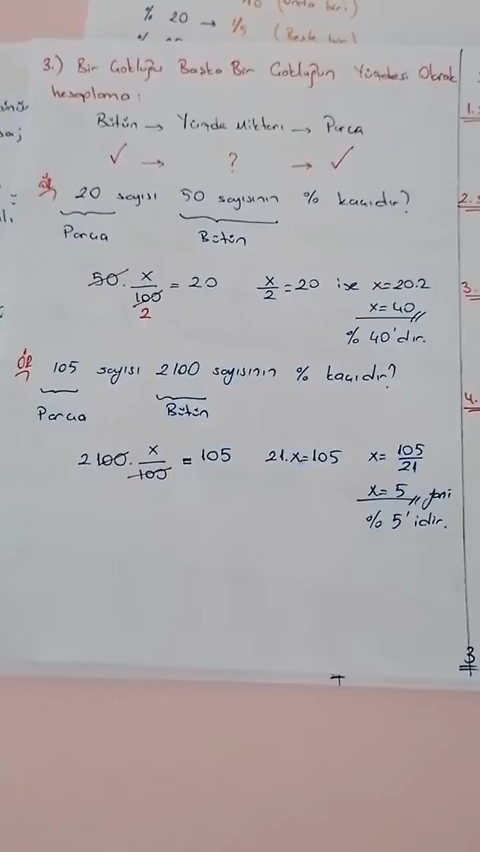 % 20 → 1/5
3.) Bir Çokluğu Başka Bir Çokluğun Yüzdesi Olarak
hesaplama:
Bütün → Yüzde Miktarı → Parça
✓ → ? → ✓
Ör 20 sayısı 50 sayısının % kaçıdır?
Parça Bütün
50 . x/100 = 20 x/2 = 20 ise x=20.2
2 x=40
% 40'dır.
Ör 105 sayısı 2100 sayısının % kaçıdır?
Parça Bütün
2100 . x/100 = 105 21.x=105 x= 105/21
x=5 yani
% 5'idir.
1.
2.
3.
4.
3